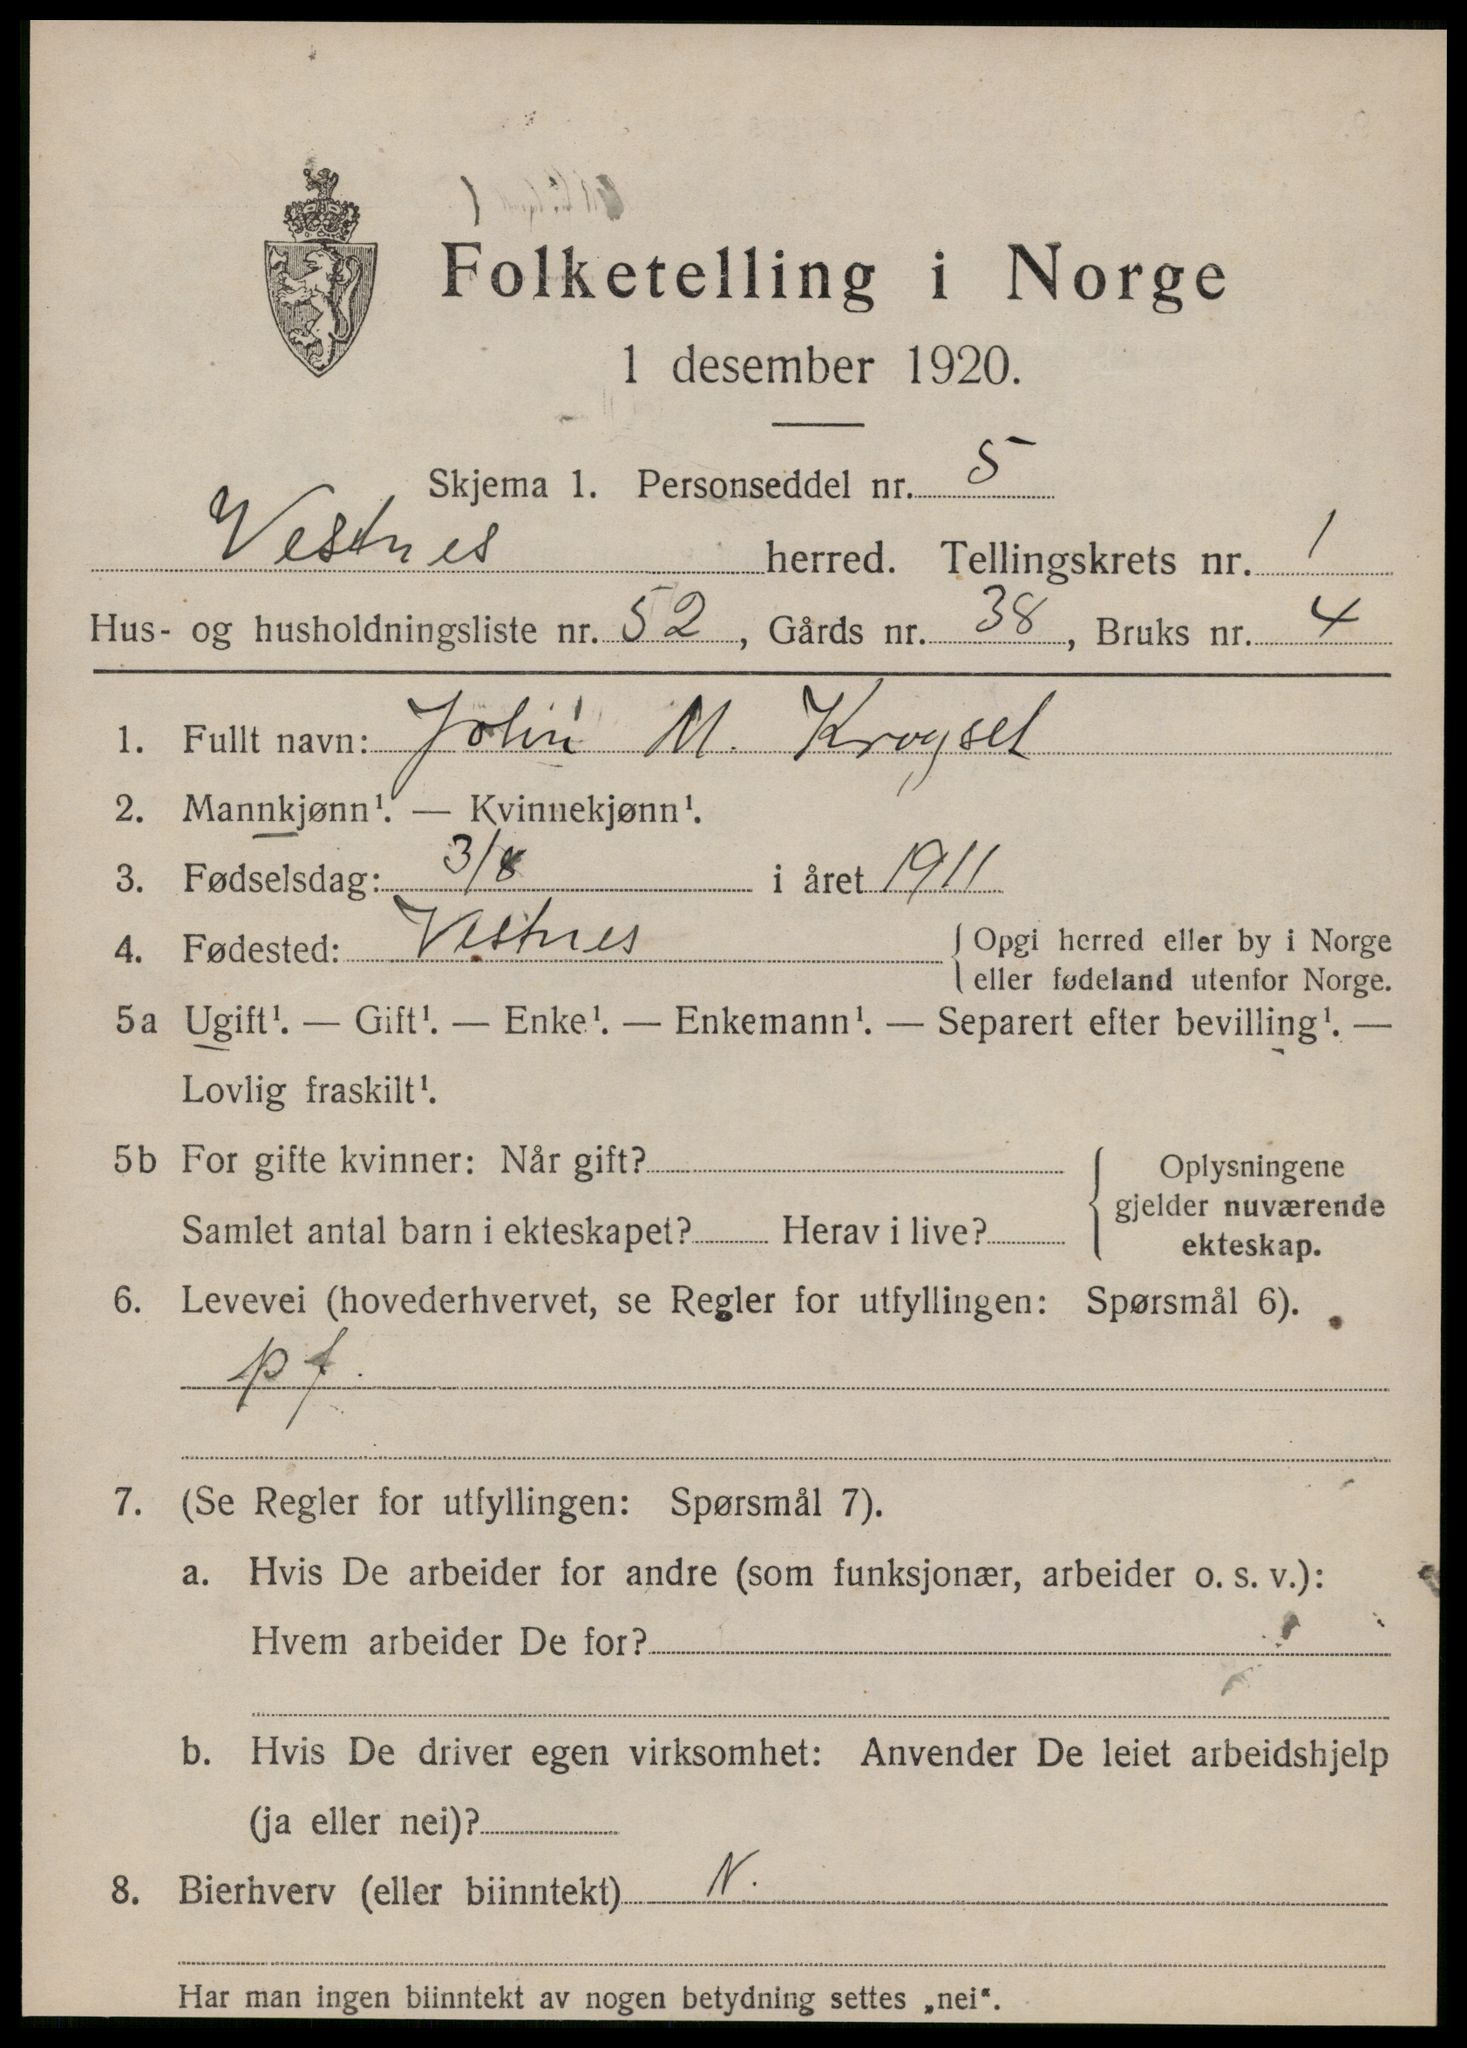 Folketelling i Norge
1 desember 1920.
Skjema 1. Personseddel nr. 5
Vestnes herred. Tellingskrets nr. 1
Hus- og husholdningsliste nr. 52, Gårds nr. 38, Bruks nr. 4
1. Fullt navn: John M. Krogset
2. Mannkjønn¹. — Kvinnekjønn¹.
3. Fødselsdag: 3/8 i året 1911
4. Fødested: Vestnes { Opgi herred eller by i Norge
eller fødeland utenfor Norge.
5a Ugift¹. — Gift¹. — Enke¹. — Enkemann¹. — Separert efter bevilling¹. —
Lovlig fraskilt¹.
5b For gifte kvinner: Når gift? { Oplysningene
gjelder nuværende
Samlet antal barn i ekteskapet? Herav i live? ekteskap.
6. Levevei (hovederhvervet, se Regler for utfyllingen: Spørsmål 6).
pf.
7. (Se Regler for utfyllingen: Spørsmål 7).
a. Hvis De arbeider for andre (som funksjonær, arbeider o. s. v.):
Hvem arbeider De for?
b. Hvis De driver egen virksomhet: Anvender De leiet arbeidshjelp
(ja eller nei)?
8. Bierhverv (eller biinntekt) N.
Har man ingen biinntekt av nogen betydning settes „nei“.